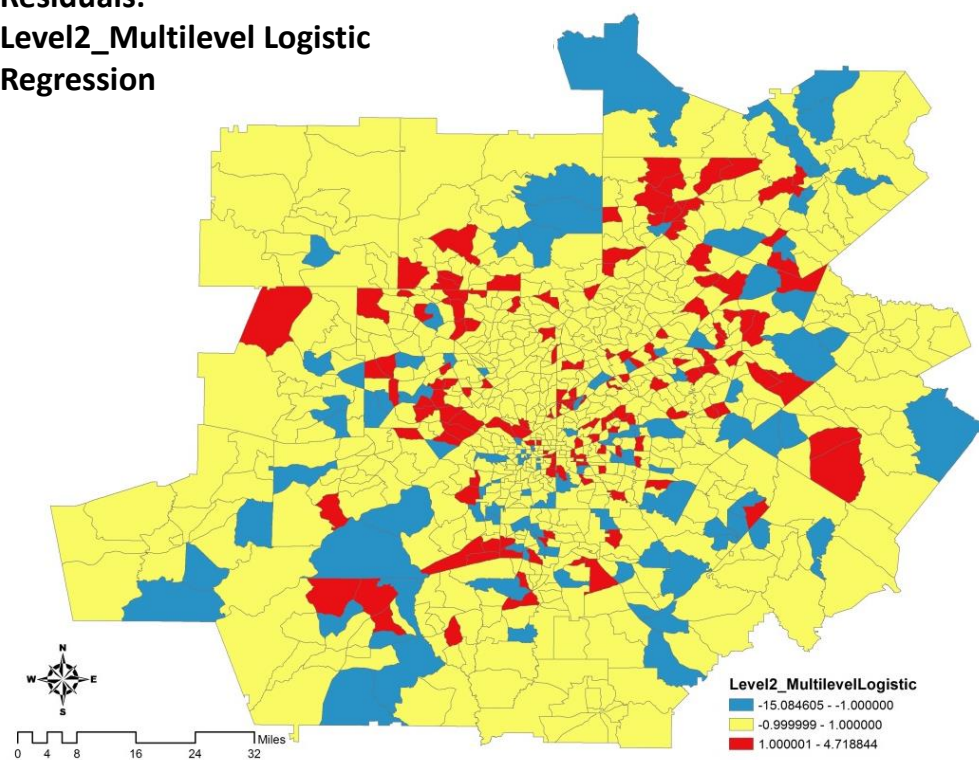 Residuals:
Level2_Multilevel Logistic
Regression
N
W E
S
Miles
0 4 8 16 24 32
Level2_MultilevelLogistic
-15.084605 - -1.000000
-0.999999 - 1.000000
1.000001 - 4.718844